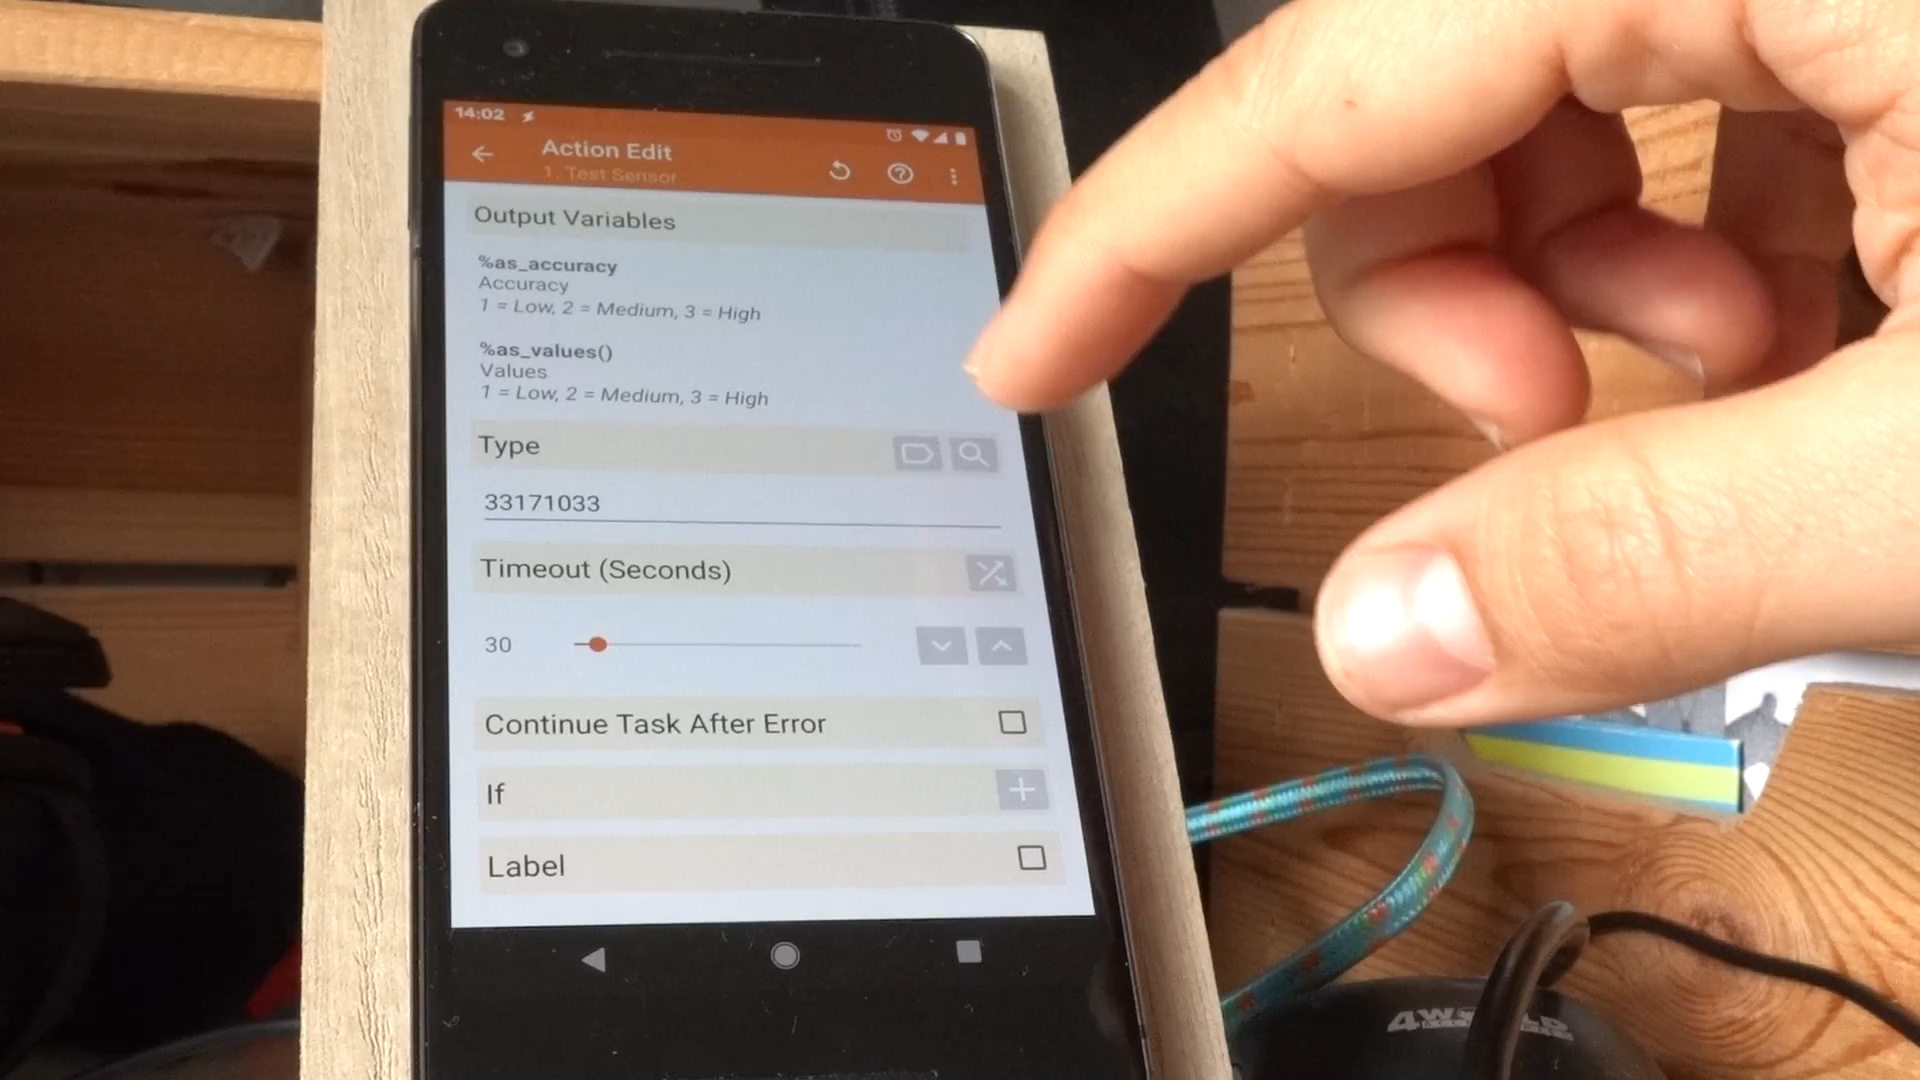 14:02
Action Edit
1. Test Sensor
Output Variables
%as_accuracy
Accuracy
1 = Low, 2 = Medium, 3 = High
%as_values()
Values
1 = Low, 2 = Medium, 3 = High
Type
33171033
Timeout (Seconds)
30
Continue Task After Error
If
Label
4WORLD